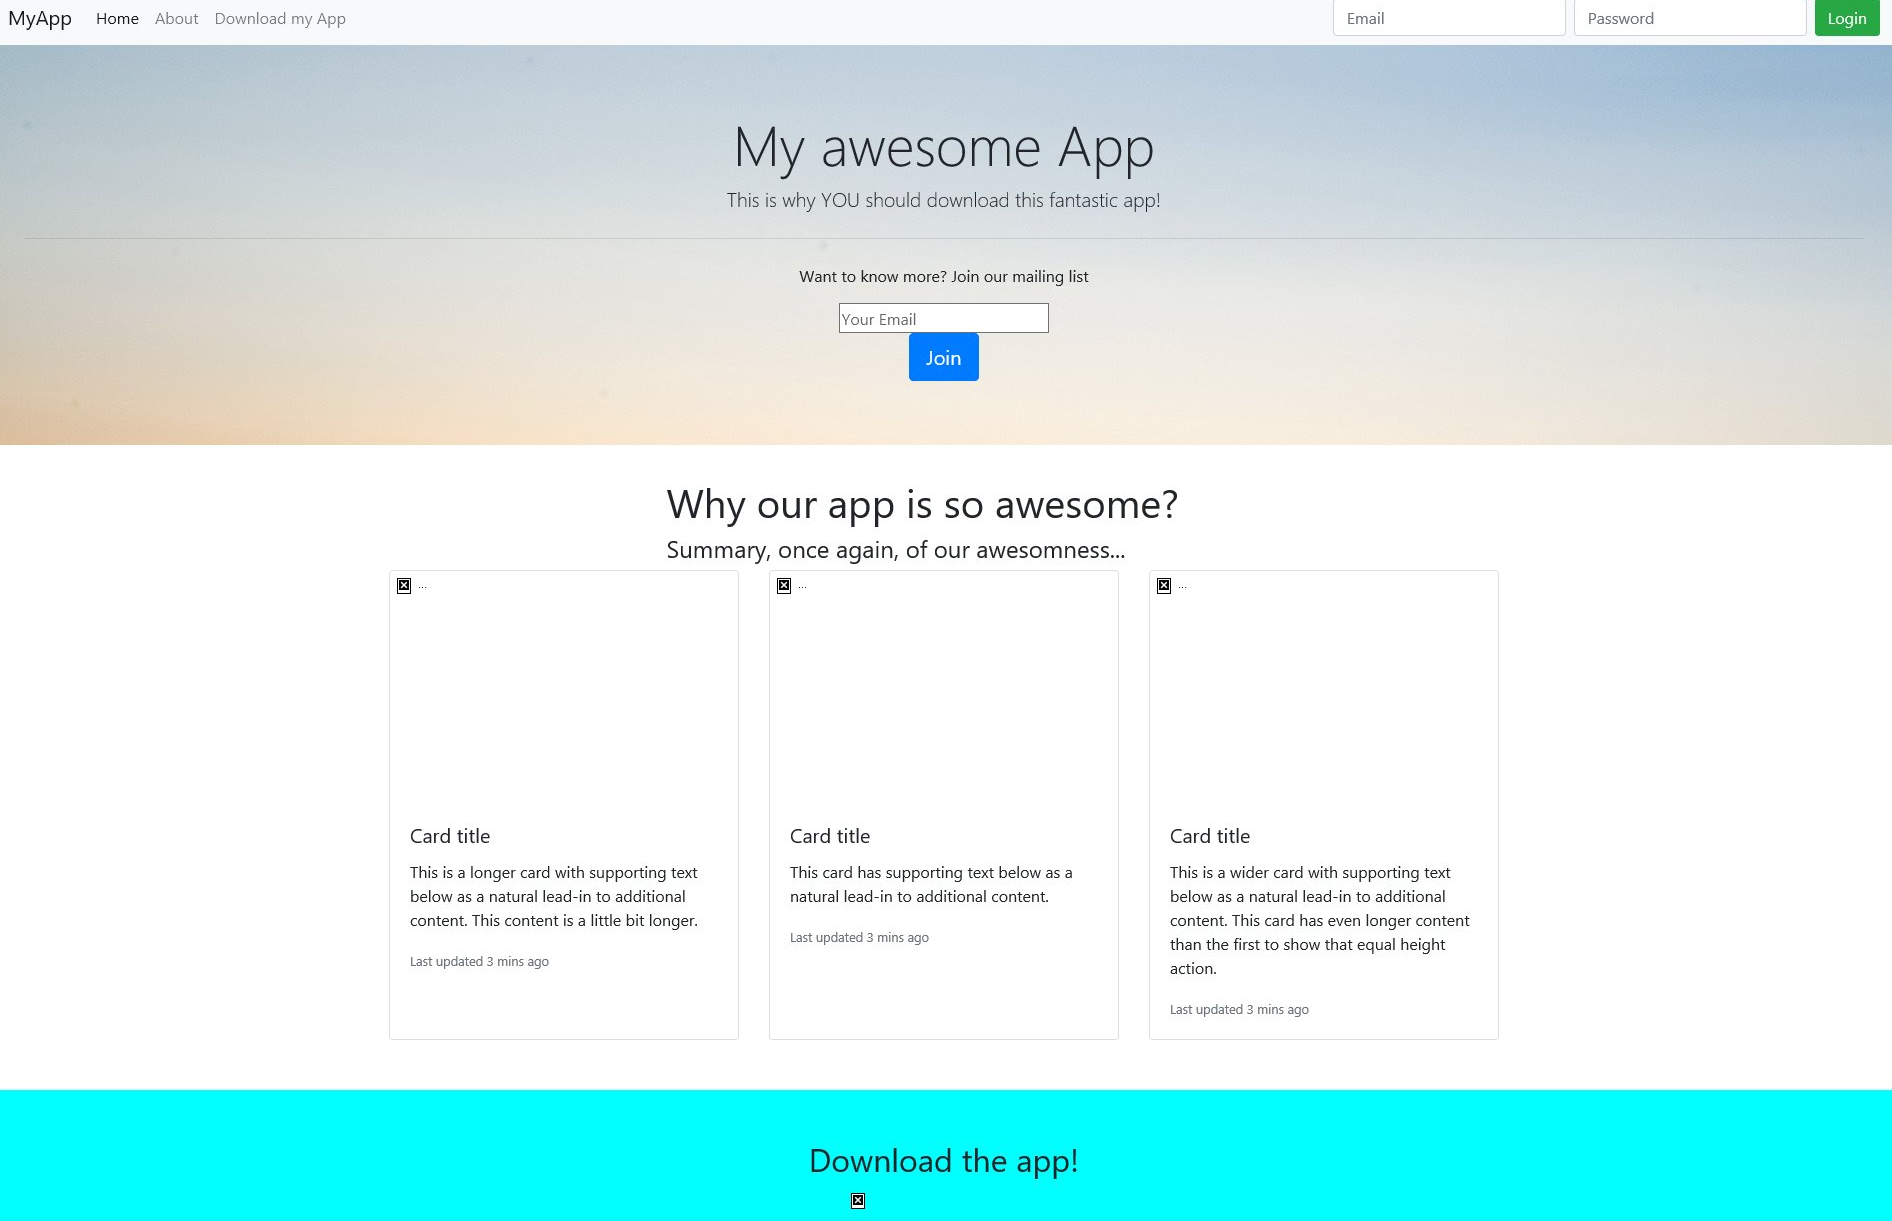 MyApp Home About Download my App Email Password Login
My awesome App
This is why YOU should download this fantastic app!
Want to know more? Join our mailing list
Your Email
Join
Why our app is so awesome?
Summary, once again, of our awesomness...
...
Card title
This is a longer card with supporting text
below as a natural lead-in to additional
content. This content is a little bit longer.
Last updated 3 mins ago
...
Card title
This card has supporting text below as a
natural lead-in to additional content.
Last updated 3 mins ago
...
Card title
This is a wider card with supporting text
below as a natural lead-in to additional
content. This card has even longer content
than the first to show that equal height
action.
Last updated 3 mins ago
Download the app!